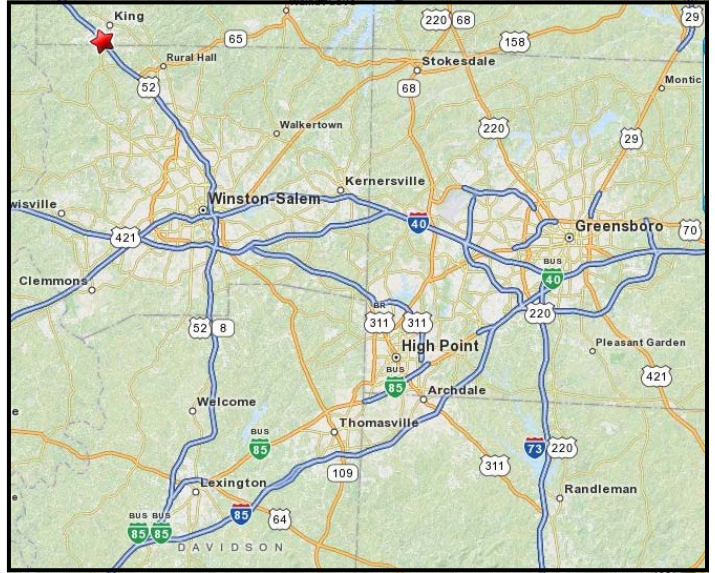 King
220 68
29
65
158
Rural Hall
Stokesdale
52
68
Montic
Walkertown
220
29
Kernersville
wisville
Winston-Salem
40
421
Greensboro
70
BUS
40
Clemmons
BR
311
311
220
52 8
High Point
Pleasant Garden
BUS
85
421
Archdale
Welcome
Thomasville
BUS
85
73 220
109
311
Lexington
Randleman
e
e
85
64
BUS BUS
85 85
DAVIDSON